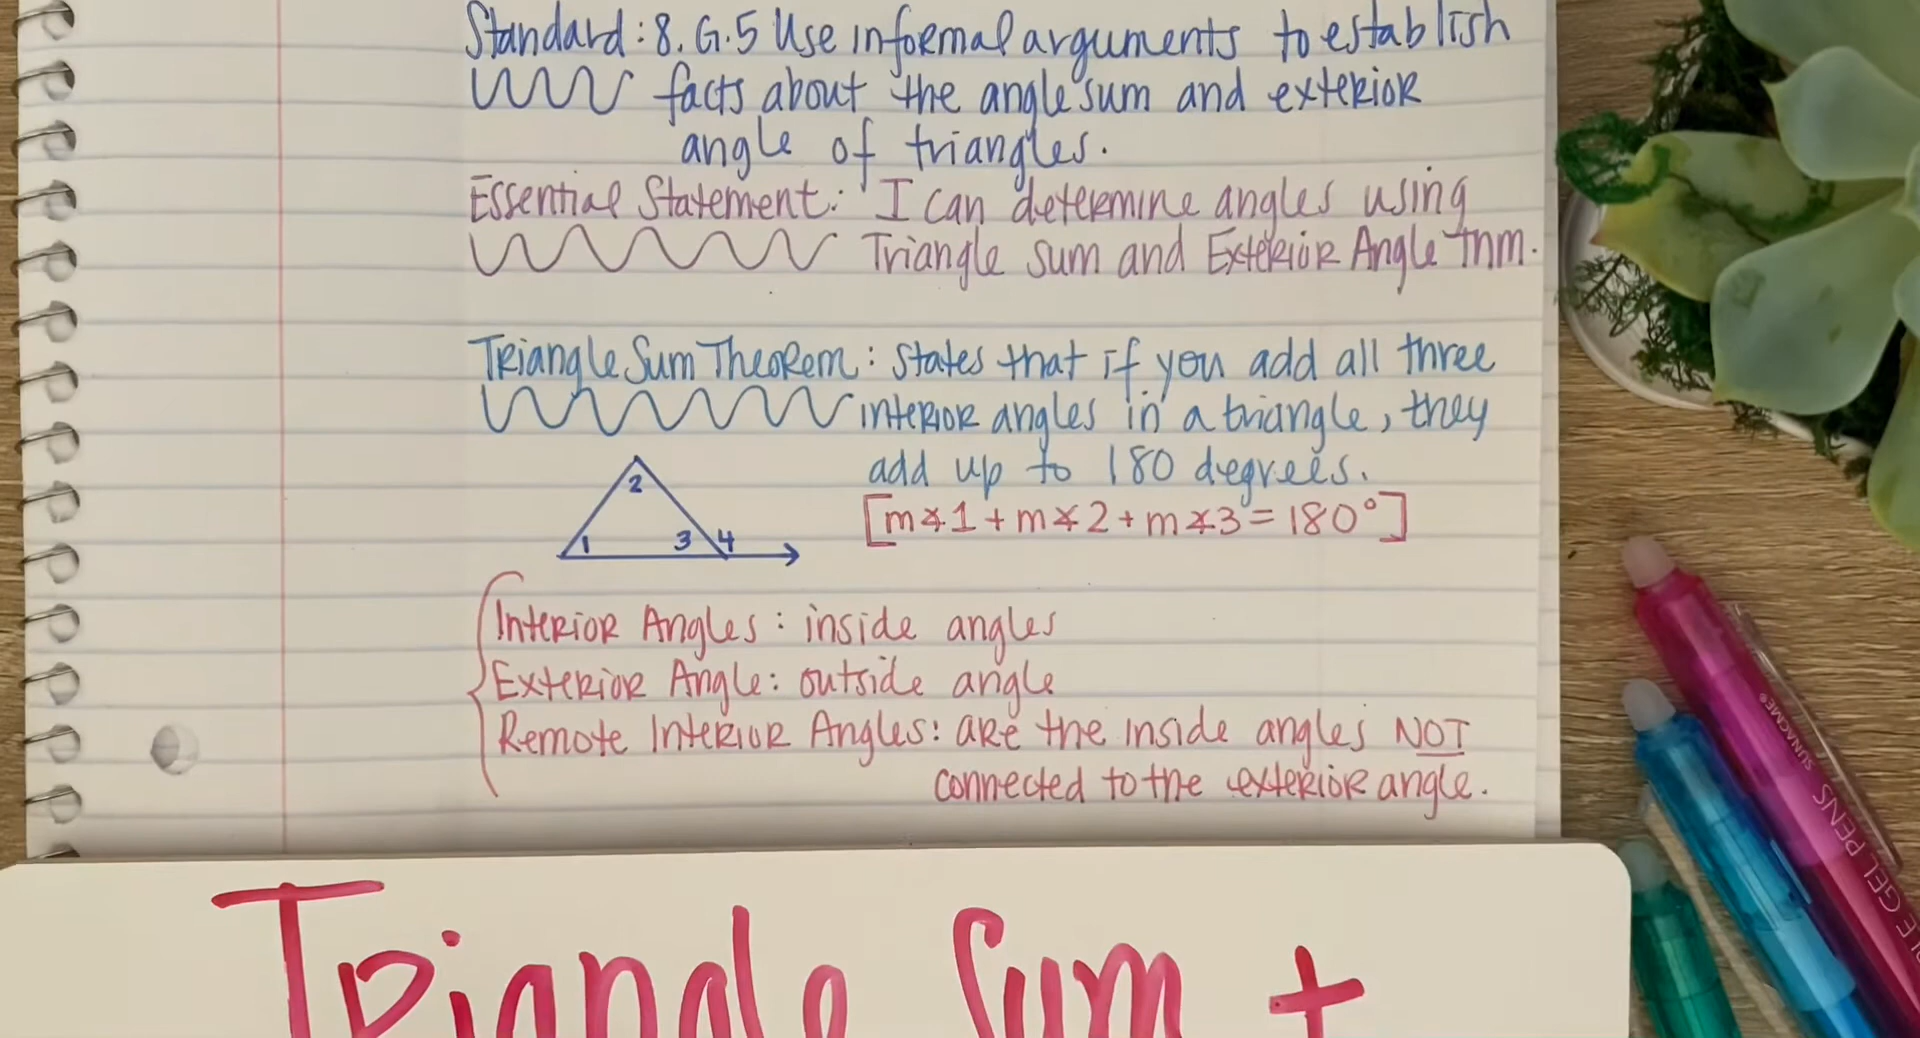 Standard: 8.G.5 Use informal arguments to establish
facts about the angle sum and exterior
angle of triangles.
Essential Statement: I can determine angles using
Triangle Sum and Exterior Angle Thm.
Triangle Sum Theorem: States that if you add all three
interior angles in a triangle, they
add up to 180 degrees.
2
[m∡1 + m∡2 + m∡3 = 180°]
1 3 4
Interior Angles: inside angles
Exterior Angle: outside angle
Remote Interior Angles: are the inside angles NOT
connected to the exterior angle.
Triangle Sum +
SUNACME®
GEL PENS